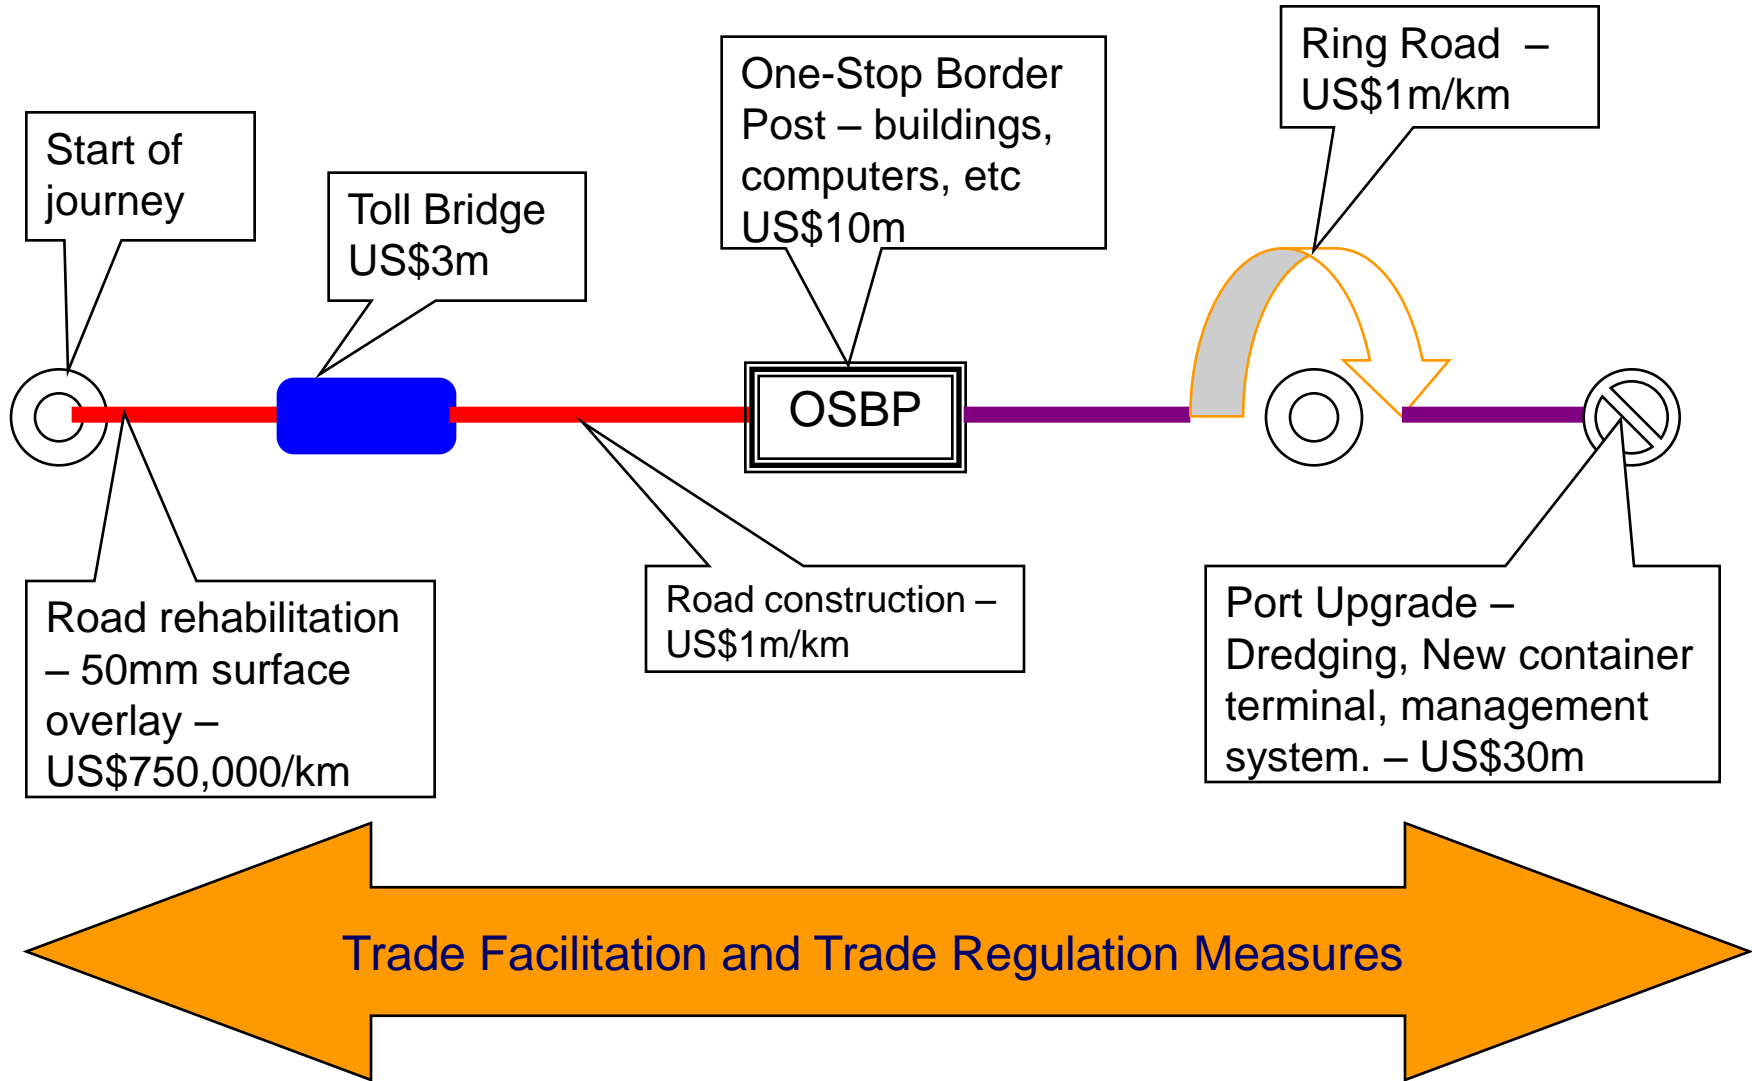 Start of
journey
Toll Bridge
US$3m
One-Stop Border
Post – buildings,
computers, etc
US$10m
Ring Road –
US$1m/km
OSBP
Road rehabilitation
– 50mm surface
overlay –
US$750,000/km
Road construction –
US$1m/km
Port Upgrade –
Dredging, New container
terminal, management
system. – US$30m
Trade Facilitation and Trade Regulation Measures